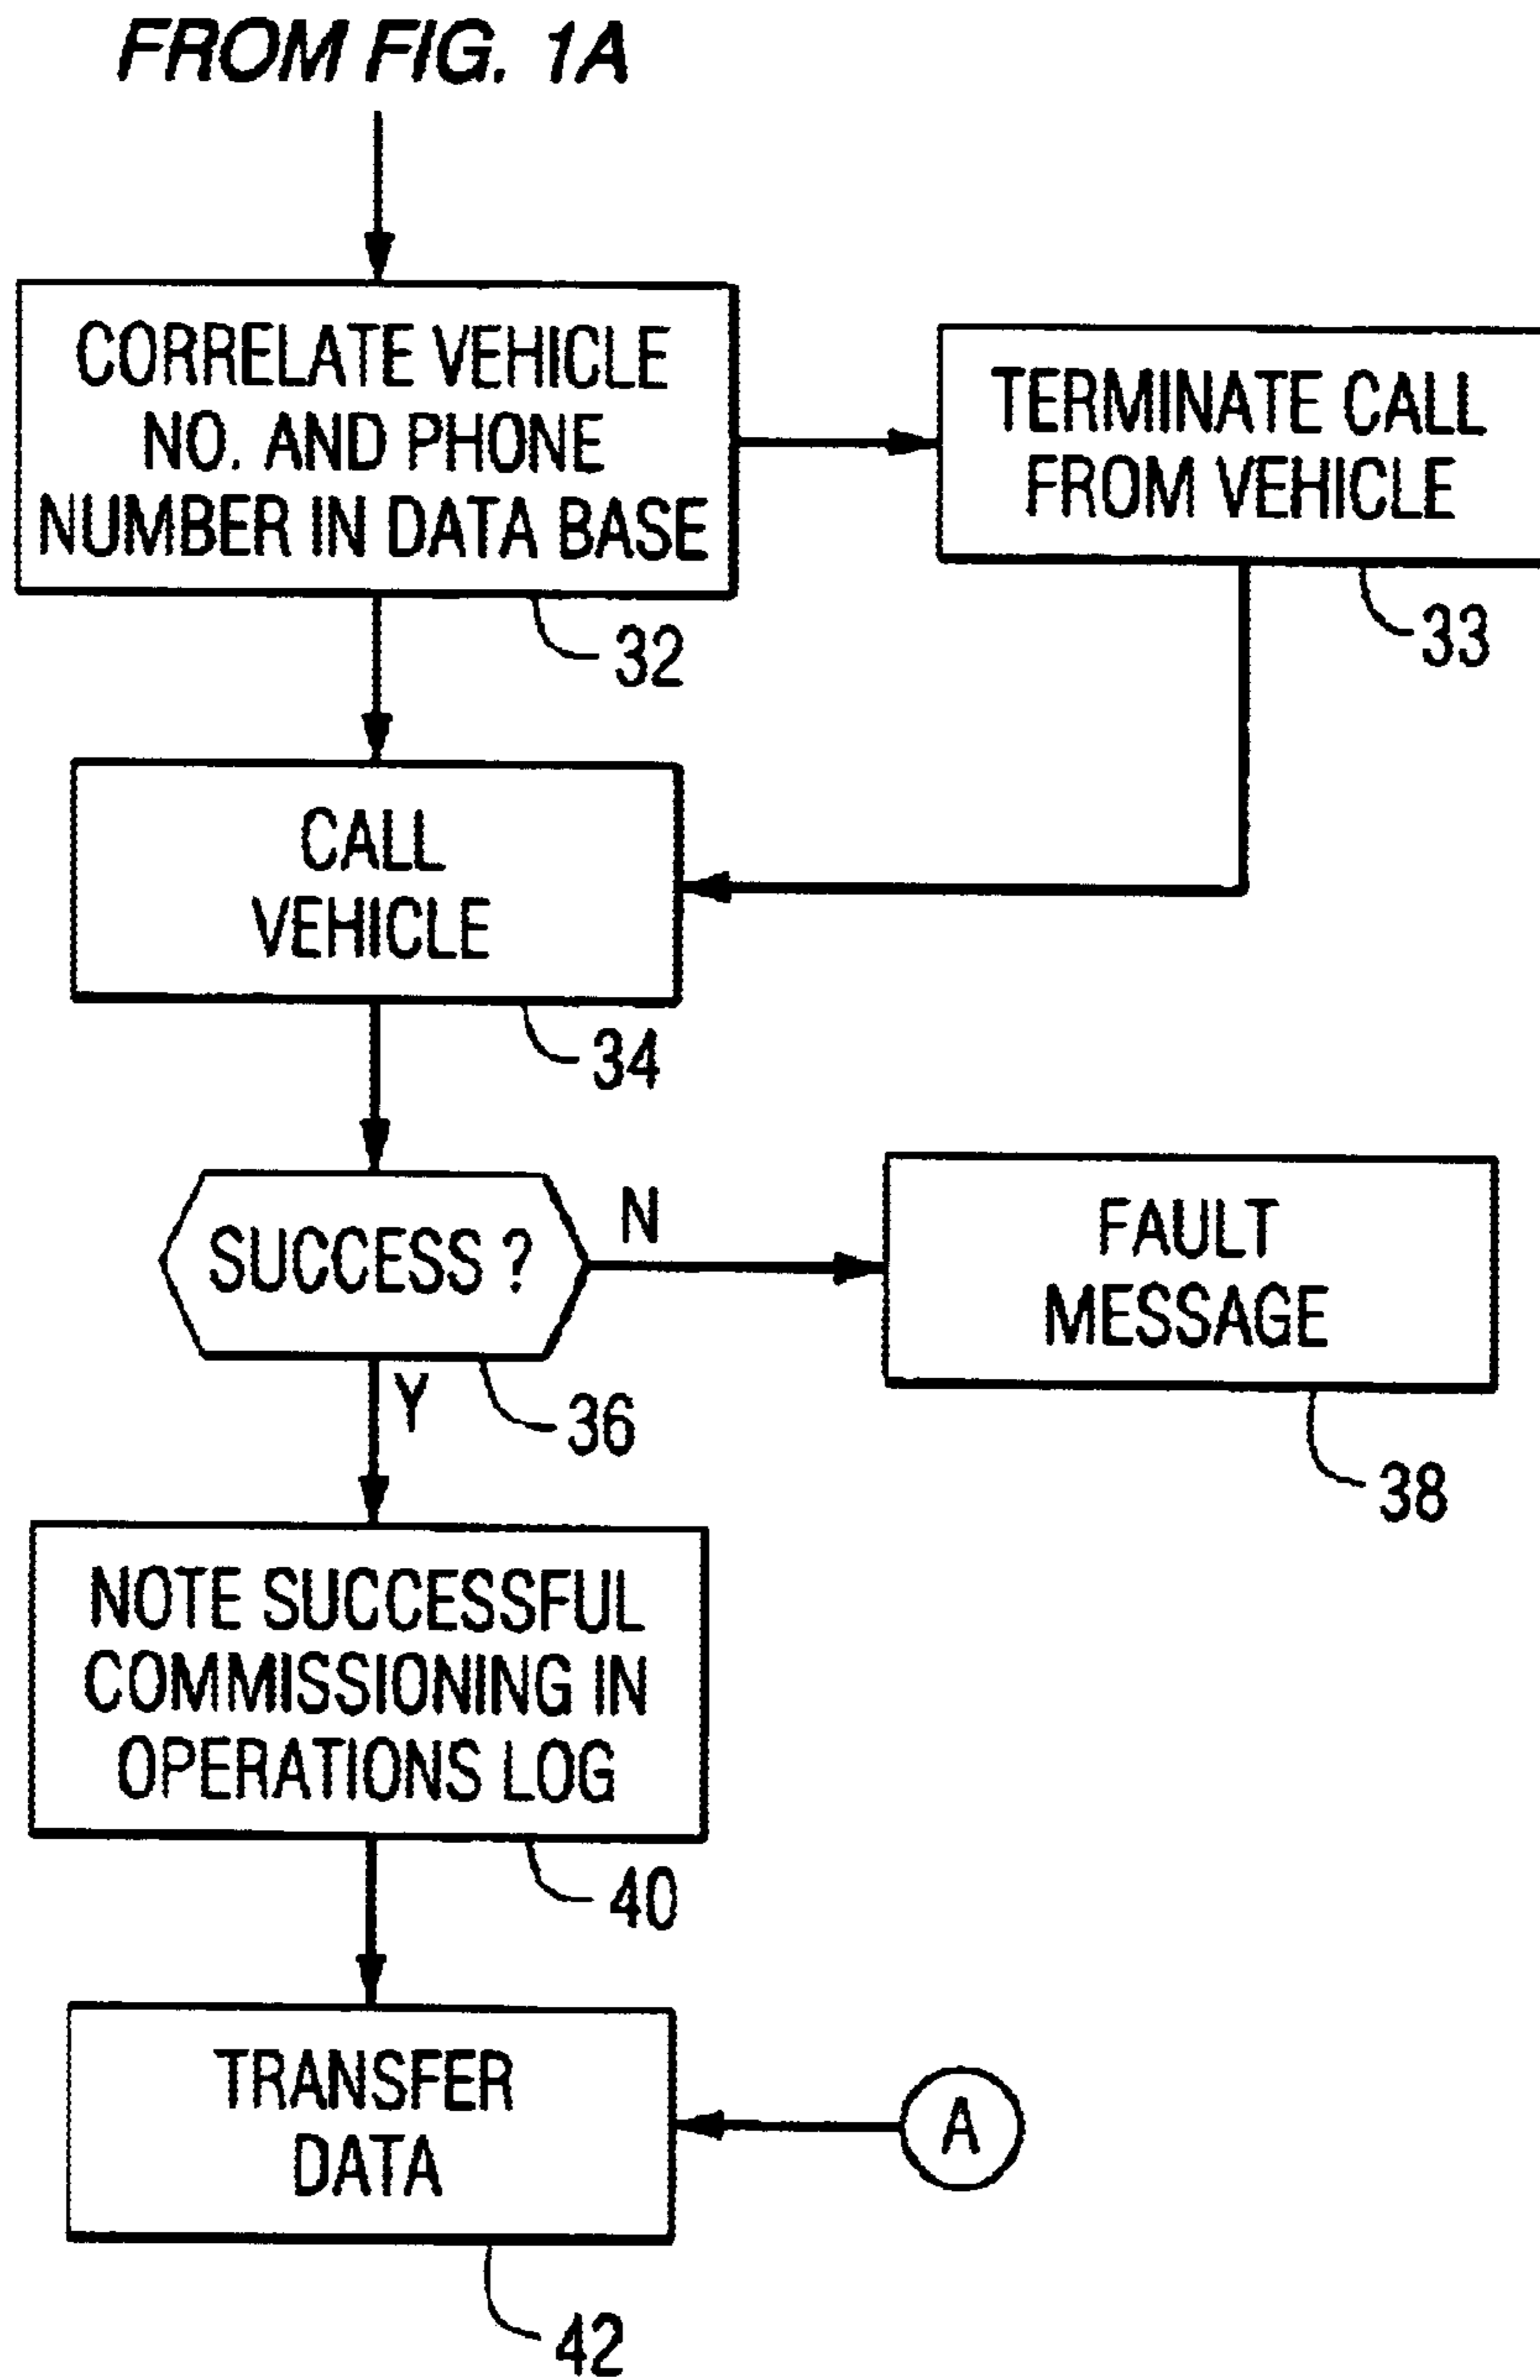 FROM FIG. 1A
CORRELATE VEHICLE
NO. AND PHONE
NUMBER IN DATA BASE
32
TERMINATE CALL
FROM VEHICLE
33
CALL
VEHICLE
34
SUCCESS ?
N
Y
36
FAULT
MESSAGE
38
NOTE SUCCESSFUL
COMMISSIONING IN
OPERATIONS LOG
40
TRANSFER
DATA
A
42